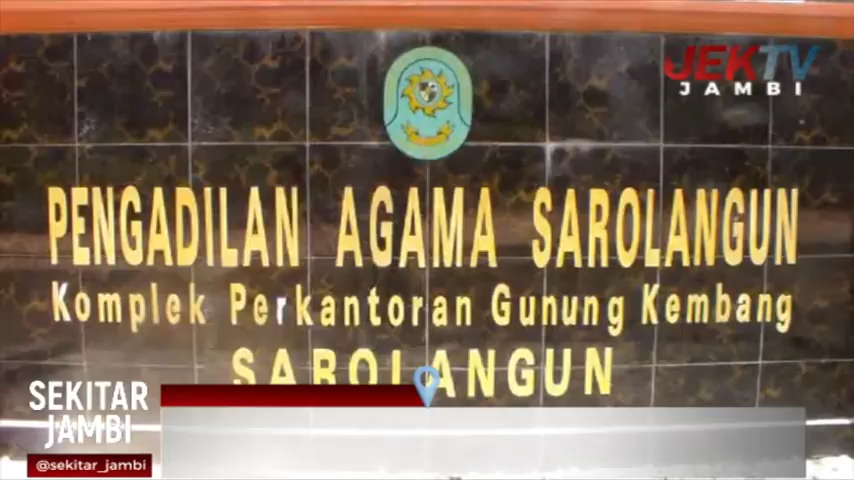 JEKTV
JAMBI
PENGADILAN AGAMA SAROLANGUN
Komplek Perkantoran Gunung Kembang
SAROLANGUN
SEKITAR
JAMBI
@sekitar_jambi